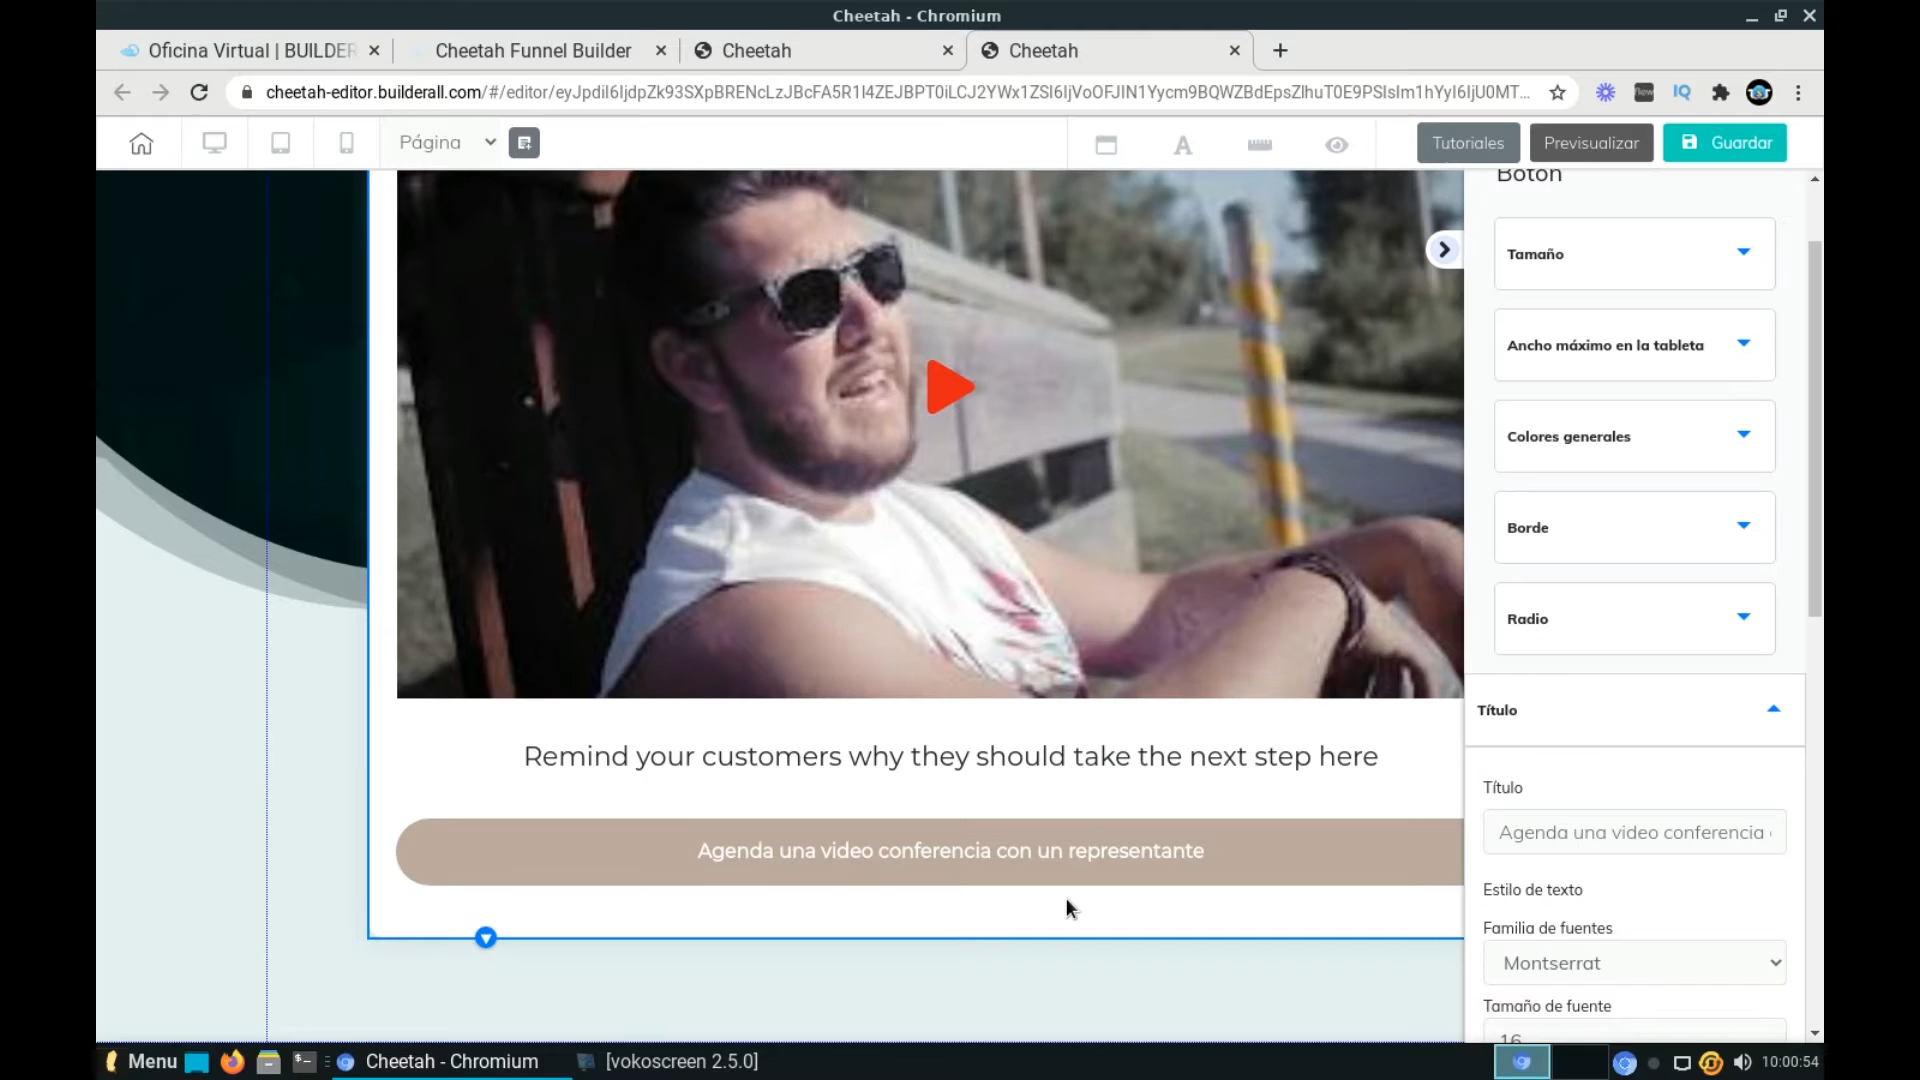 Cheetah - Chromium
Oficina Virtual | BUILDER
Cheetah Funnel Builder
Cheetah
Cheetah
cheetah-editor.builderall.com/#/editor/
Página
Tutoriales
Previsualizar
Guardar
Botón
Tamaño
Ancho máximo en la tableta
Colores generales
Borde
Radio
Título
Remind your customers why they should take the next step here
Título
Agenda una video conferencia
Agenda una video conferencia con un representante
Estilo de texto
Familia de fuentes
Montserrat
Tamaño de fuente
16
Menu
Cheetah - Chromium
[vokoscreen 2.5.0]
10:00:54